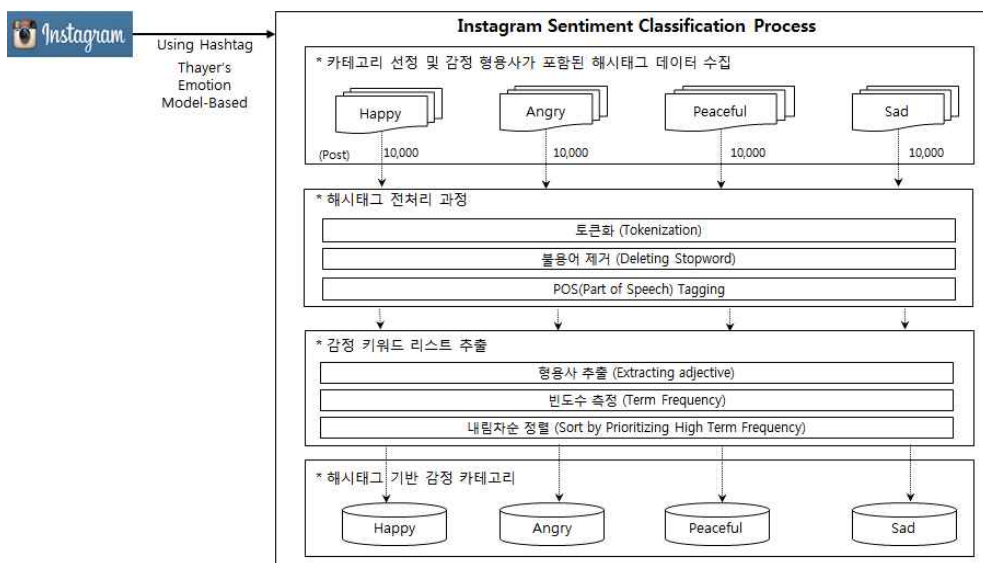 Instagram
Using Hashtag
Thayer's
Emotion
Model-Based
Instagram Sentiment Classification Process
* 카테고리 선정 및 감정 형용사가 포함된 해시태그 데이터 수집
Happy
Angry
Peaceful
Sad
(Post) 10,000 10,000 10,000 10,000
* 해시태그 전처리 과정
토큰화 (Tokenization)
불용어 제거 (Deleting Stopword)
POS(Part of Speech) Tagging
* 감정 키워드 리스트 추출
형용사 추출 (Extracting adjective)
빈도수 측정 (Term Frequency)
내림차순 정렬 (Sort by Prioritizing High Term Frequency)
* 해시태그 기반 감정 카테고리
Happy
Angry
Peaceful
Sad